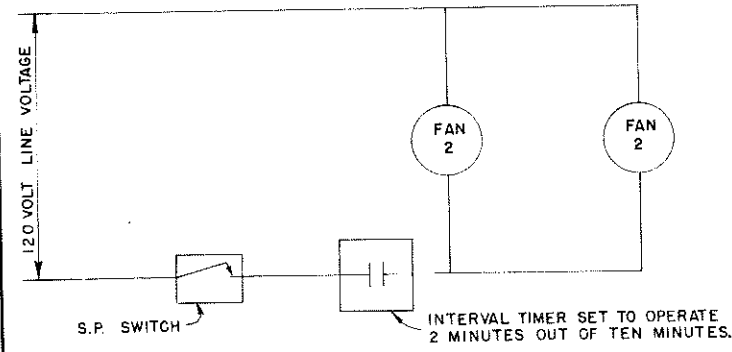 120 VOLT LINE VOLTAGE
FAN
2
FAN
2
S.P. SWITCH
INTERVAL TIMER SET TO OPERATE
2 MINUTES OUT OF TEN MINUTES.